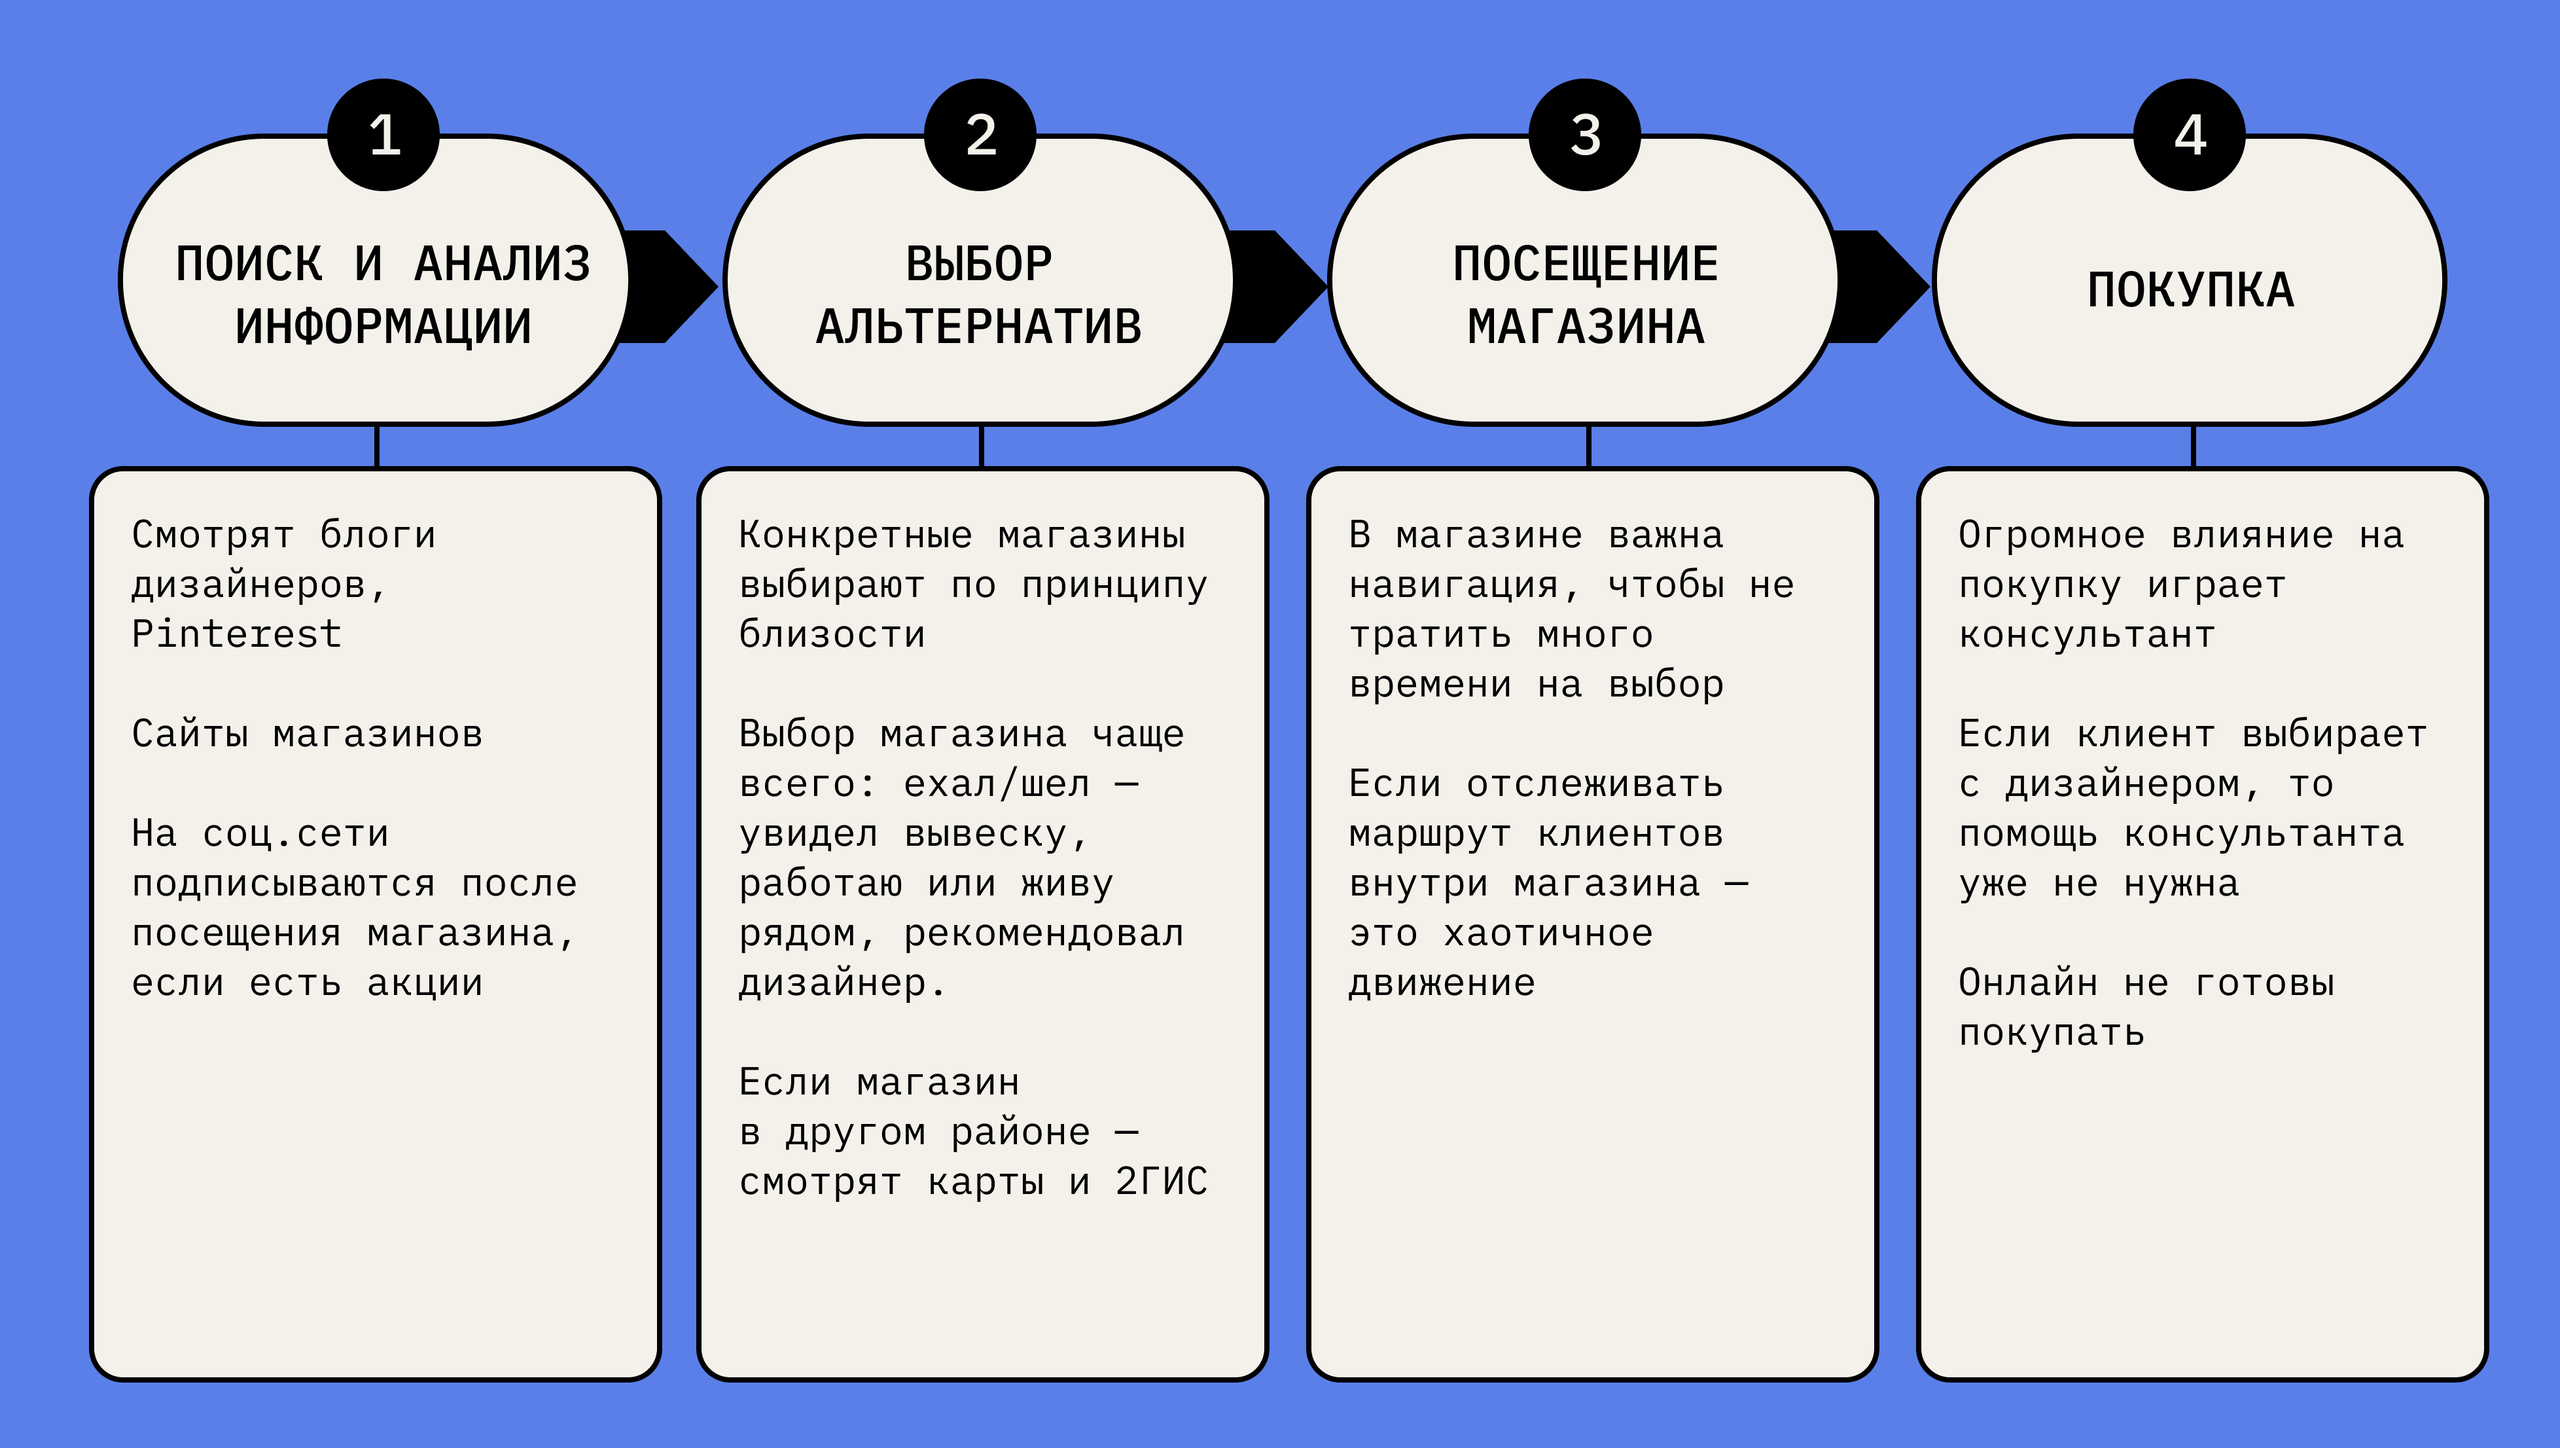 1
ПОИСК И АНАЛИЗ
ИНФОРМАЦИИ
Смотрят блоги
дизайнеров,
Pinterest
Сайты магазинов
На соц.сети
подписываются после
посещения магазина,
если есть акции
2
ВЫБОР
АЛЬТЕРНАТИВ
Конкретные магазины
выбирают по принципу
близости
Выбор магазина чаще
всего: ехал/шел —
увидел вывеску,
работаю или живу
рядом, рекомендовал
дизайнер.
Если магазин
в другом районе —
смотрят карты и 2ГИС
3
ПОСЕЩЕНИЕ
МАГАЗИНА
В магазине важна
навигация, чтобы не
тратить много
времени на выбор
Если отслеживать
маршрут клиентов
внутри магазина —
это хаотичное
движение
4
ПОКУПКА
Огромное влияние на
покупку играет
консультант
Если клиент выбирает
с дизайнером, то
помощь консультанта
уже не нужна
Онлайн не готовы
покупать